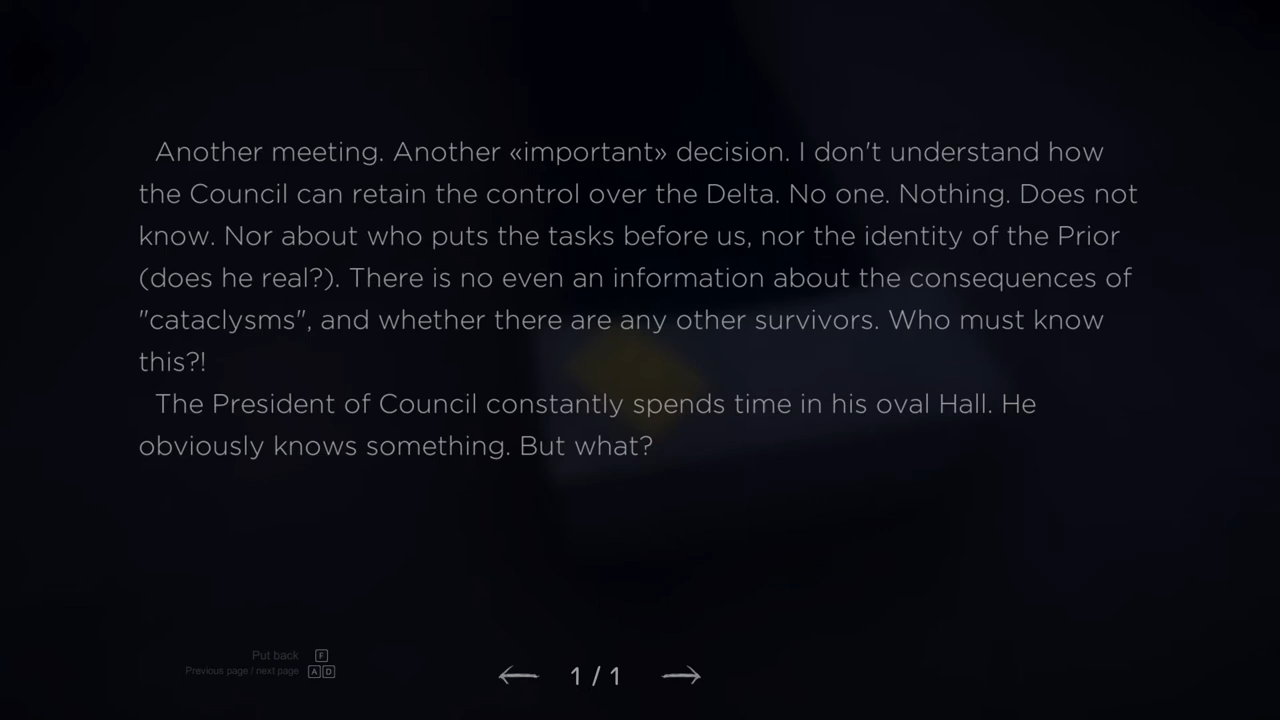 Another meeting. Another «important» decision. I don't understand how
the Council can retain the control over the Delta. No one. Nothing. Does not
know. Nor about who puts the tasks before us, nor the identity of the Prior
(does he real?). There is no even an information about the consequences of
"cataclysms", and whether there are any other survivors. Who must know
this?!
The President of Council constantly spends time in his oval Hall. He
obviously knows something. But what?
Put back F
Previous page / next page A D
1 / 1